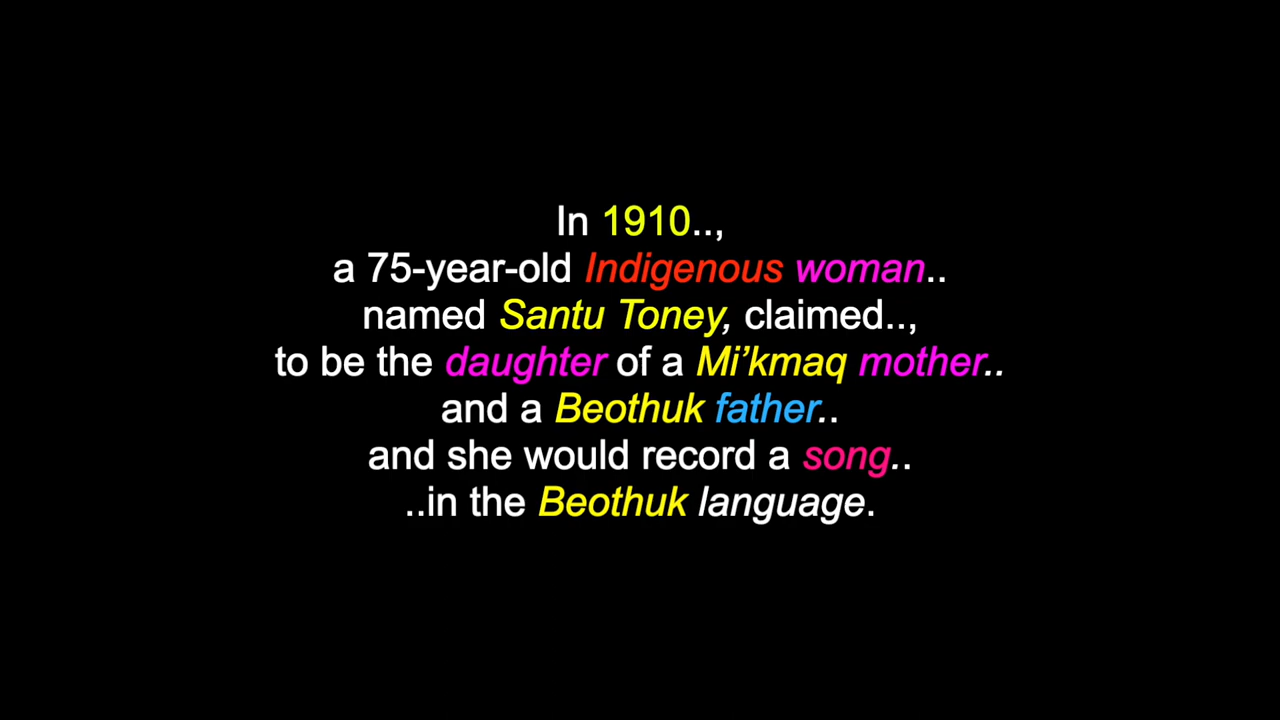 In 1910..,
a 75-year-old Indigenous woman..
named Santu Toney, claimed..,
to be the daughter of a Mi’kmaq mother..
and a Beothuk father..
and she would record a song..
..in the Beothuk language.